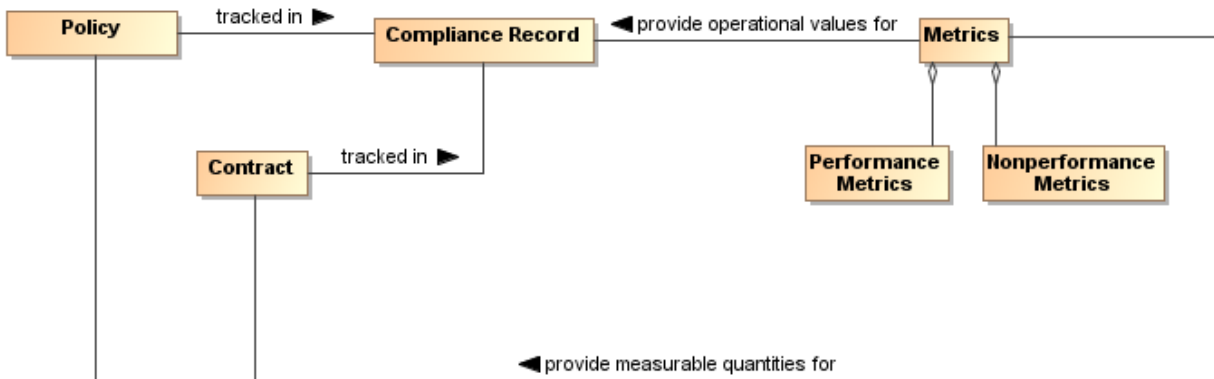 Policy
tracked in
Compliance Record
provide operational values for
Metrics
Contract
tracked in
Performance
Metrics
Nonperformance
Metrics
provide measurable quantities for